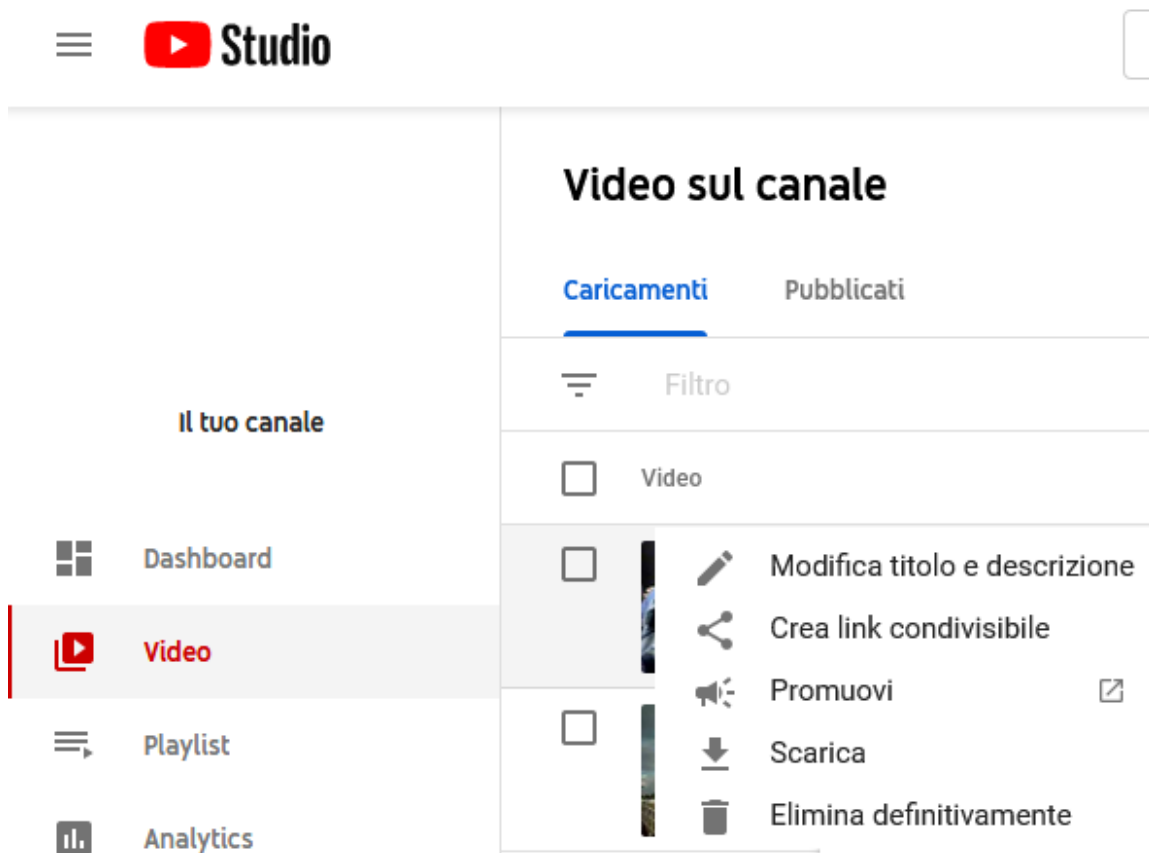 Studio
Video sul canale
Caricamenti Pubblicati
Filtro
Il tuo canale
Video
Dashboard
Modifica titolo e descrizione
Crea link condivisibile
Video
Promuovi
Playlist
Scarica
Elimina definitivamente
Analytics